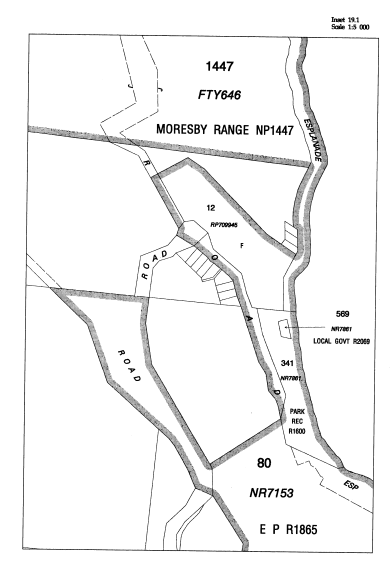 Inset 19.1
Scale 1:5 000
1447
FTY646
MORESBY RANGE NP1447
ESPLANADE
R
12
RP709946
F
O
ROAD
A
569
NR7861
LOCAL GOVT R2069
ROAD
341
NR7861
D
PARK
REC
R1600
80
ESP
NR7153
E P R1865